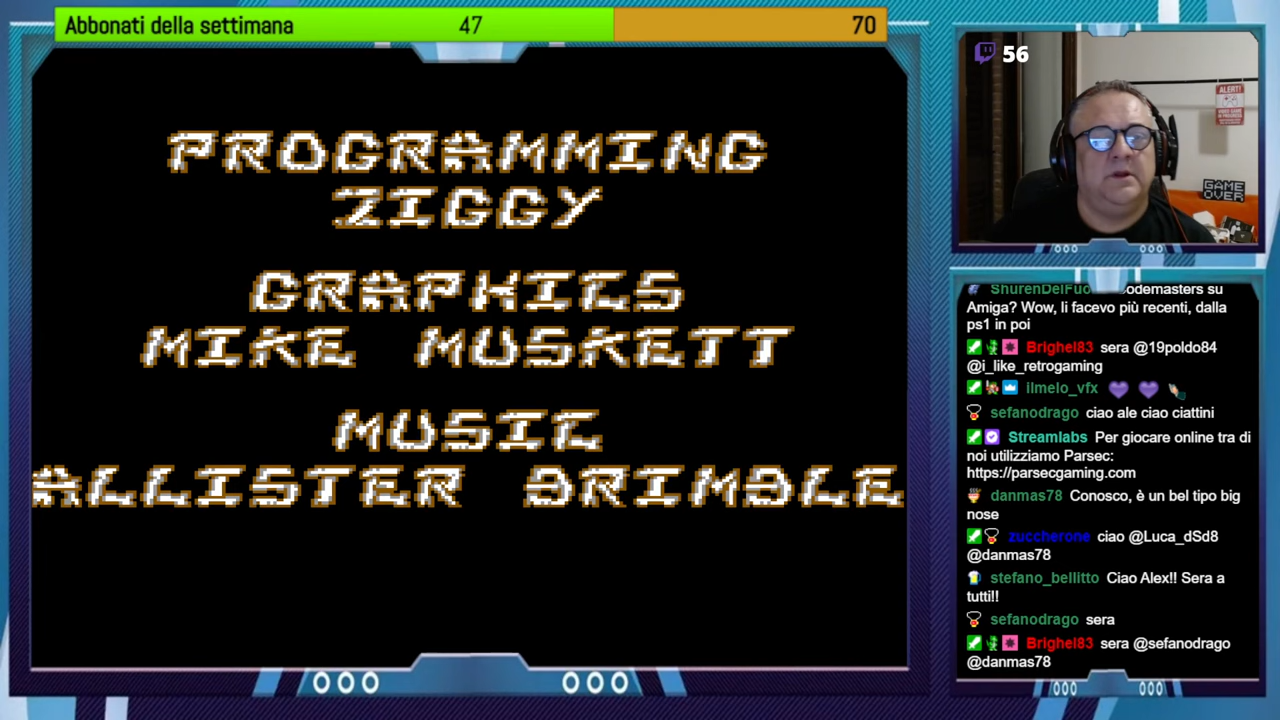 Abbonati della settimana 47 70
PROGRAMMING
ZIGGY
GRAPHICS
MIKE MUSKETT
MUSIC
ALLISTER BRIMBLE
56
ALERT!
GAME
OVER
odemasters su
Amiga? Wow, li facevo più recenti, dalla
ps1 in poi
Brighel83 sera @19poldo84
@i_like_retrogaming
ilmelo_vfx
sefanodrago ciao ale ciao ciattini
Streamlabs Per giocare online tra di
noi utilizziamo Parsec:
https://parsecgaming.com
danmas78 Conosco, è un bel tipo big
nose
zuccherone ciao @Luca_dSd8
@danmas78
stefano_bellitto Ciao Alex!! Sera a
tutti!!
sefanodrago sera
Brighel83 sera @sefanodrago
@danmas78